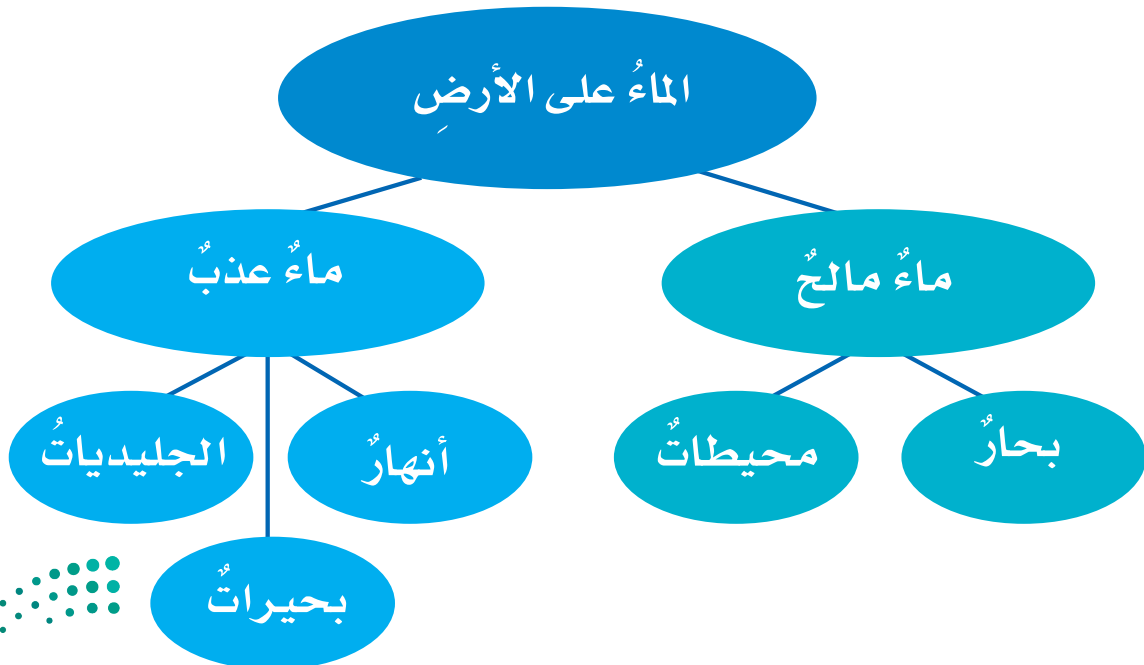 الماءُ على الأرضِ
ماءٌ مالحٌ
ماءٌ عذبٌ
بحارٌ
محيطاتٌ
أنهارٌ
الجليدياتُ
بحيراتٌ